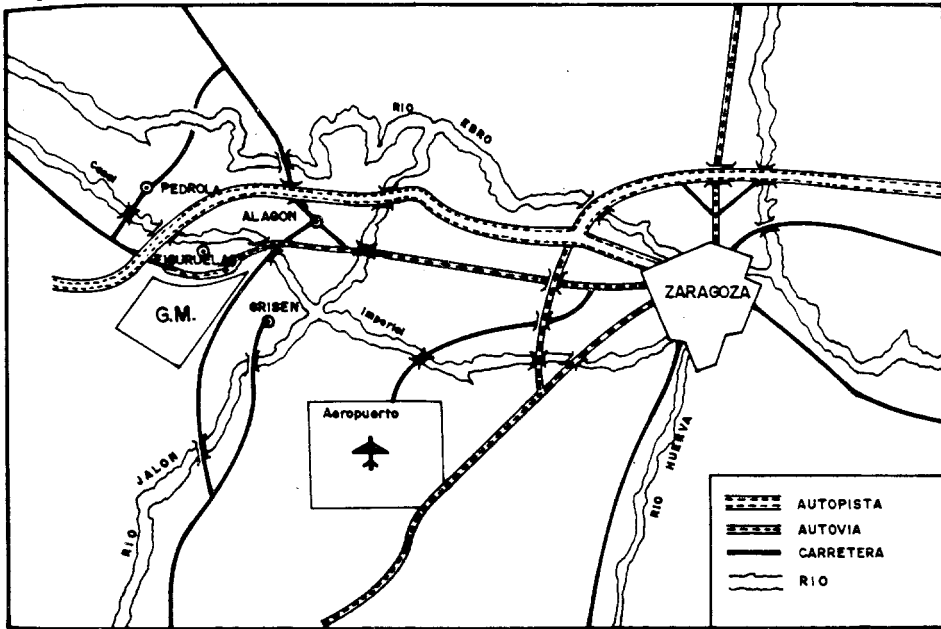 RIO
EBRO
Canal
PEDROLA
ALAGON
ZARAGOZA
G.M.
GRISEN
Imperial
Aeropuerto
RIO JALON
RIO HUERVA
AUTOPISTA
AUTOVIA
CARRETERA
RIO